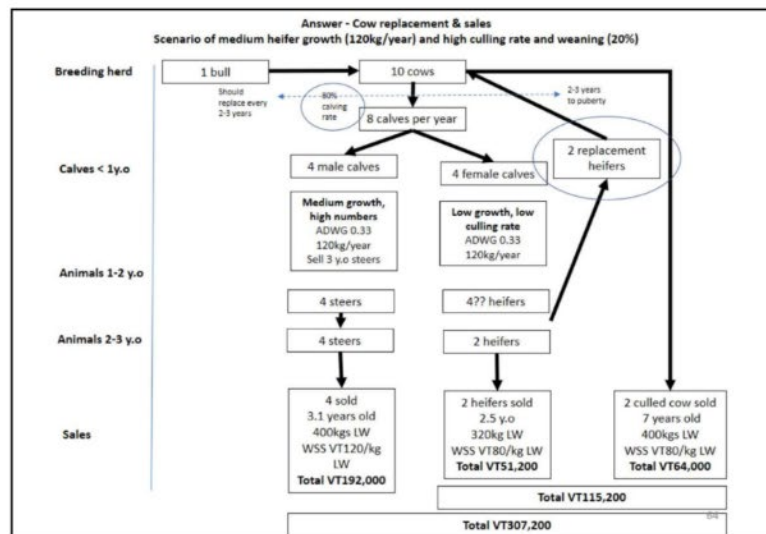 Answer - Cow replacement & sales
Scenario of medium heifer growth (120kg/year) and high culling rate and weaning (20%)
Breeding herd
1 bull
10 cows
Should
replace every
2-3 years
80%
calving
rate
2-3 years
to puberty
8 calves per year
Calves < 1y.o
4 male calves
4 female calves
2 replacement
heifers
Medium growth,
high numbers
ADWG 0.33
120kg/year
Sell 3 y.o steers
Low growth, low
culling rate
ADWG 0.33
120kg/year
Animals 1-2 y.o
4 steers
4?? heifers
Animals 2-3 y.o
4 steers
2 heifers
Sales
4 sold
3.1 years old
400kgs LW
WSS VT120/kg
LW
Total VT192,000
2 heifers sold
2.5 y.o
320kg LW
WSS VT80/kg LW
Total VT51,200
2 culled cow sold
7 years old
400kgs LW
WSS VT80/kg LW
Total VT64,000
Total VT115,200
64
Total VT307,200